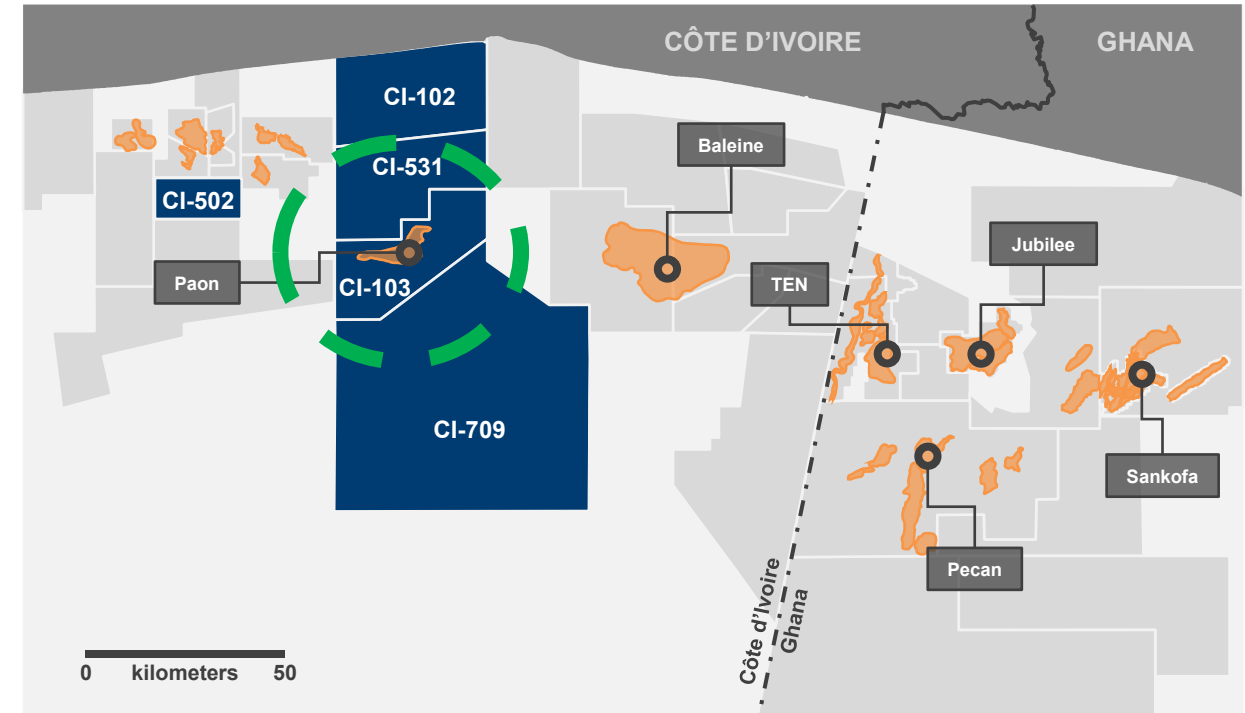 CÔTE D'IVOIRE
GHANA
CI-102
Baleine
CI-531
CI-502
Jubilee
Paon
CI-103
TEN
CI-709
Sankofa
Pecan
Côte d'Ivoire
Ghana
0 kilometers 50